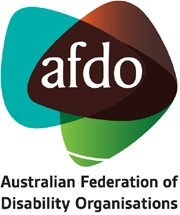 afdo
Australian Federation of
Disability Organisations